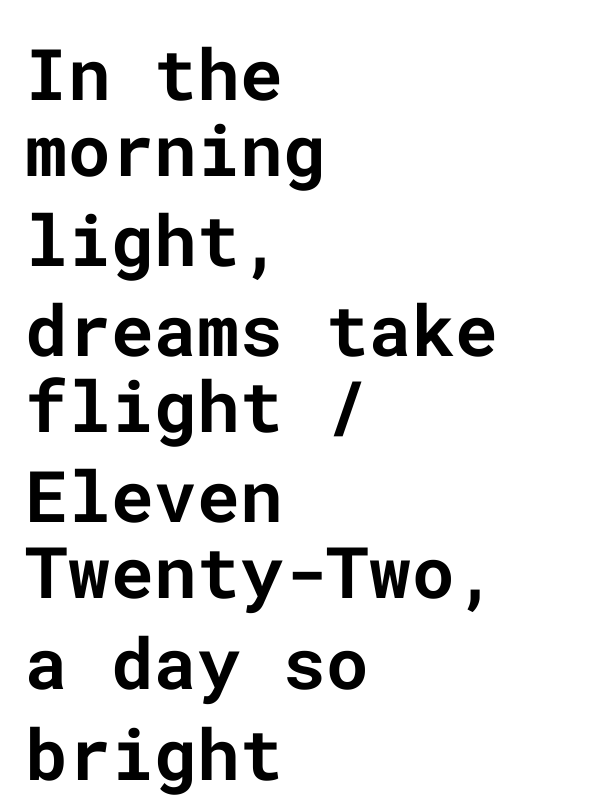 In the
morning
light,
dreams take
flight /
Eleven
Twenty-Two,
a day so
bright